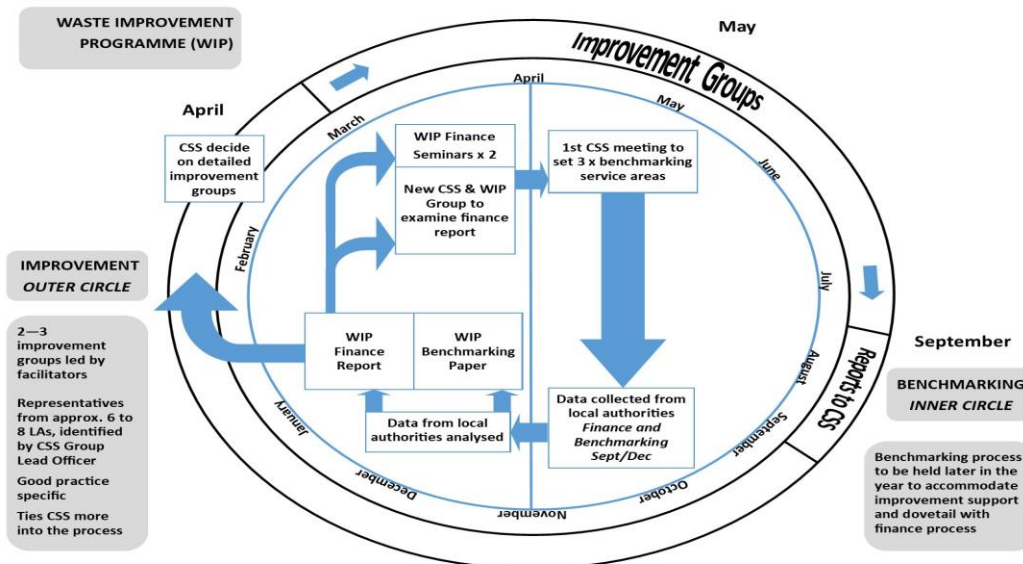 WASTE IMPROVEMENT
PROGRAMME (WIP)
May
Improvement Groups
April
April
March
May
CSS decide
on detailed
improvement
groups
WIP Finance
Seminars x 2
New CSS & WIP
Group to
examine finance
report
1st CSS meeting to
set 3 x benchmarking
service areas
June
February
July
IMPROVEMENT
OUTER CIRCLE
2—3
improvement
groups led by
facilitators
Representatives
from approx. 6 to
8 LAs, identified
by CSS Group
Lead Officer
Good practice
specific
Ties CSS more
into the process
WIP
Finance
Report
WIP
Benchmarking
Paper
August
September
Reports to CSS
BENCHMARKING
INNER CIRCLE
January
Data from local
authorities analysed
Data collected from
local authorities
Finance and
Benchmarking
Sept/Dec
September
Benchmarking process
to be held later in the
year to accommodate
improvement support
and dovetail with
finance process
December
November
October